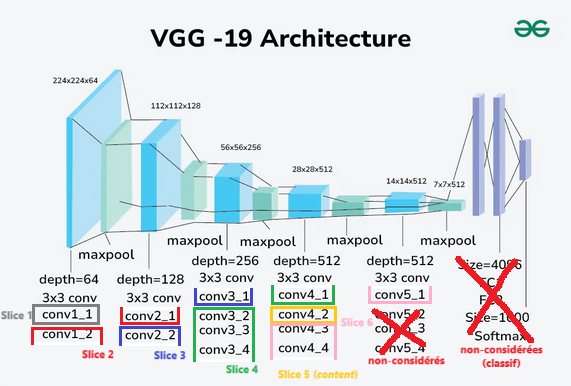 VGG -19 Architecture
224x224x64
112x112x128
56x56x256
28x28x512
14x14x512
7x7x512
maxpool
maxpool
maxpool
maxpool
maxpool
depth=64
3x3 conv
conv1_1
conv1_2
depth=128
3x3 conv
conv2_1
conv2_2
depth=256
3x3 conv
conv3_1
conv3_2
conv3_3
conv3_4
depth=512
3x3 conv
conv4_1
conv4_2
conv4_3
conv4_4
depth=512
3x3 conv
conv5_1
conv5_2
conv5_3
conv5_4
non-considérés
Size=4096
FC1
Size=1000
Softmax
non-considérées
(classif)
Slice 1
Slice 2
Slice 3
Slice 4
Slice 5 (content)
Slice 6